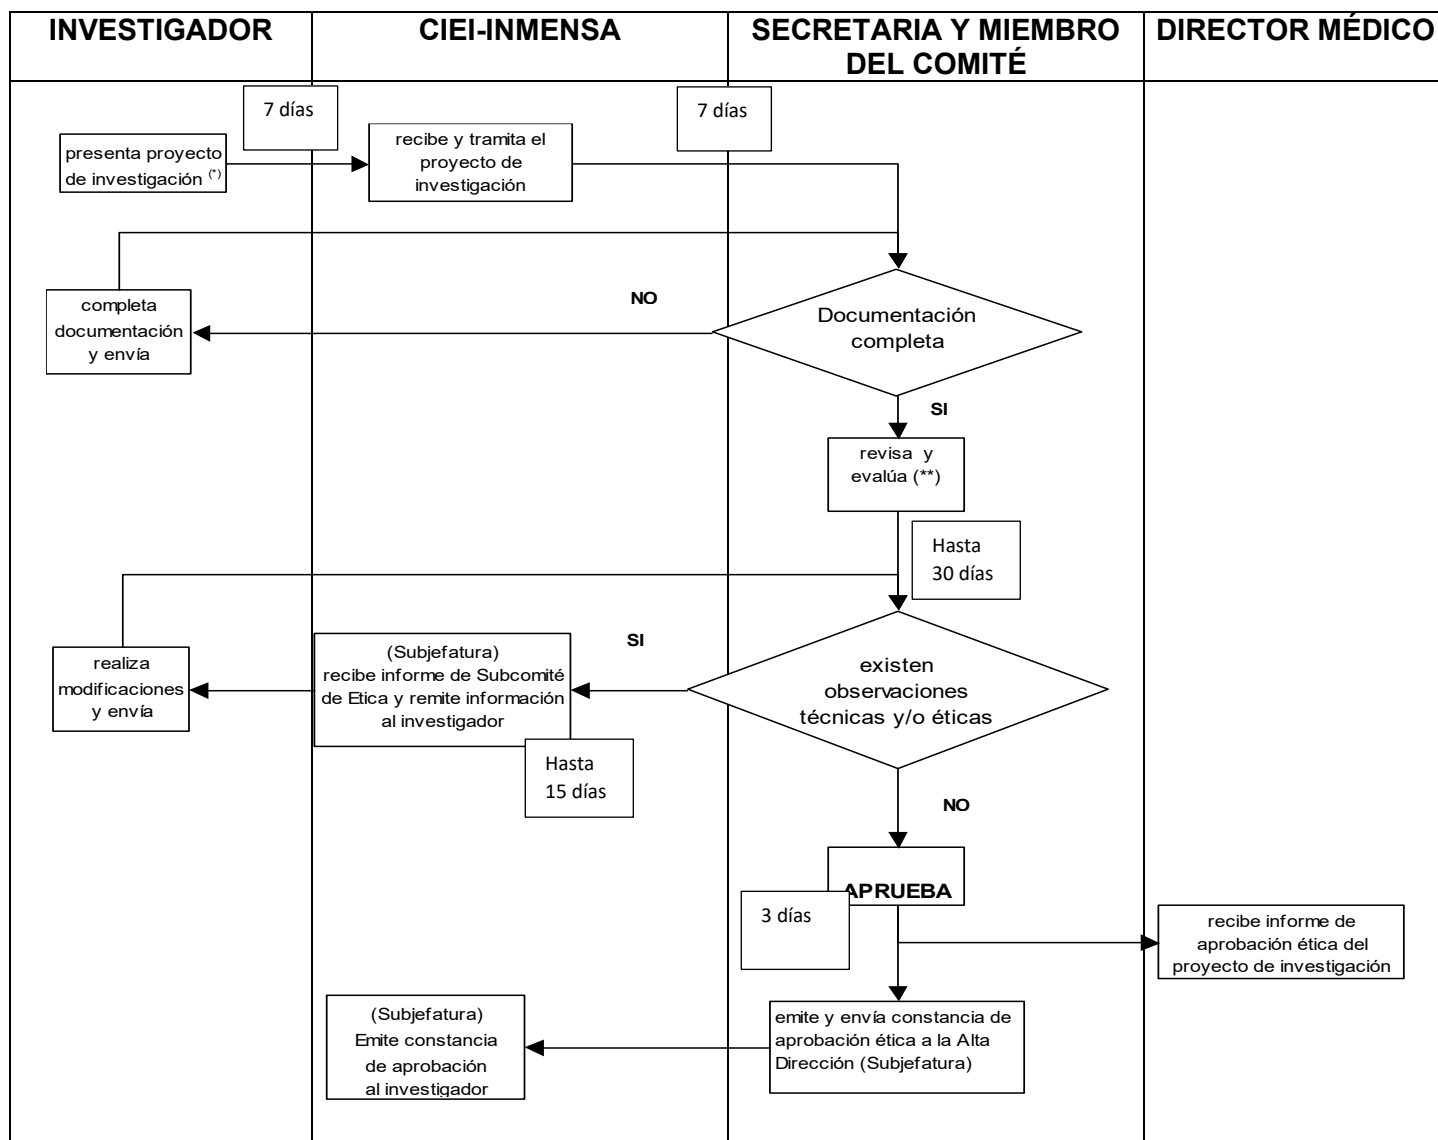 INVESTIGADOR
CIEI-INMENSA
SECRETARIA Y MIEMBRO
DEL COMITÉ
DIRECTOR MÉDICO
7 días
7 días
presenta proyecto
de investigación (*)
recibe y tramita el
proyecto de
investigación
completa
documentación
y envía
NO
Documentación
completa
SI
revisa y
evalúa (**)
Hasta
30 días
realiza
modificaciones
y envía
(Subjefatura)
recibe informe de Subcomité
de Etica y remite información
al investigador
SI
existen
observaciones
técnicas y/o éticas
Hasta
15 días
NO
APRUEBA
3 días
recibe informe de
aprobación ética del
proyecto de investigación
(Subjefatura)
Emite constancia
de aprobación
al investigador
emite y envía constancia de
aprobación ética a la Alta
Dirección (Subjefatura)